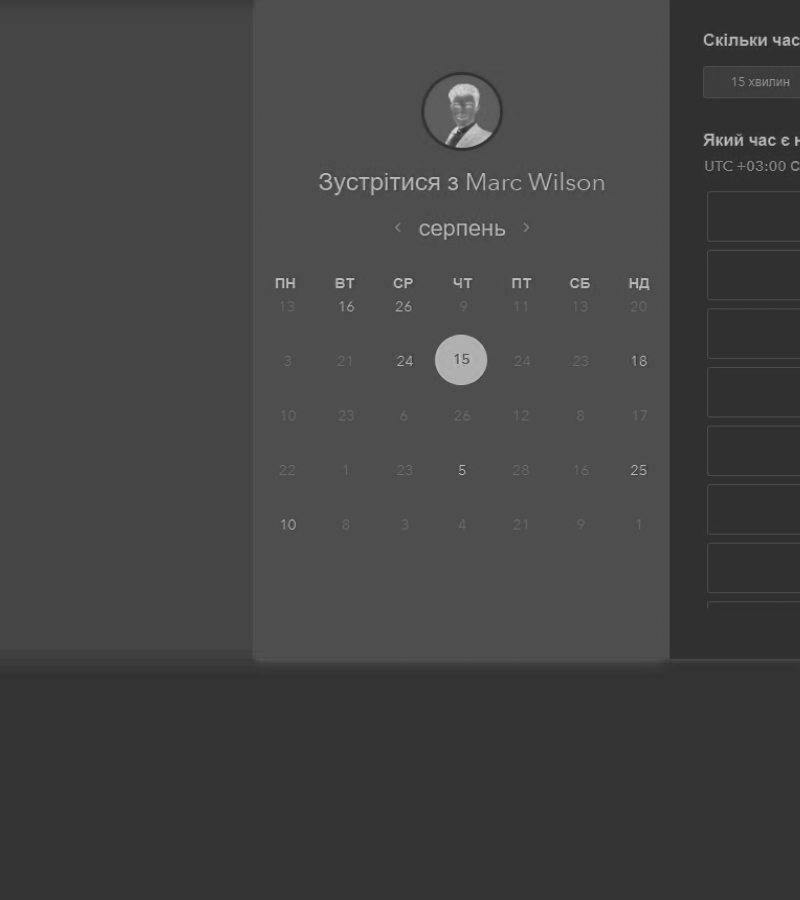 Зустрітися з Marc Wilson
серпень
ПН ВТ СР ЧТ ПТ СБ НД
13 16 26 9 11 13 20
3 21 24 15 24 23 18
10 23 6 26 12 8 17
22 1 23 5 28 16 25
10 8 3 4 21 9 1
Скільки час
15 хвилин
Який час є н
UTC +03:00 С